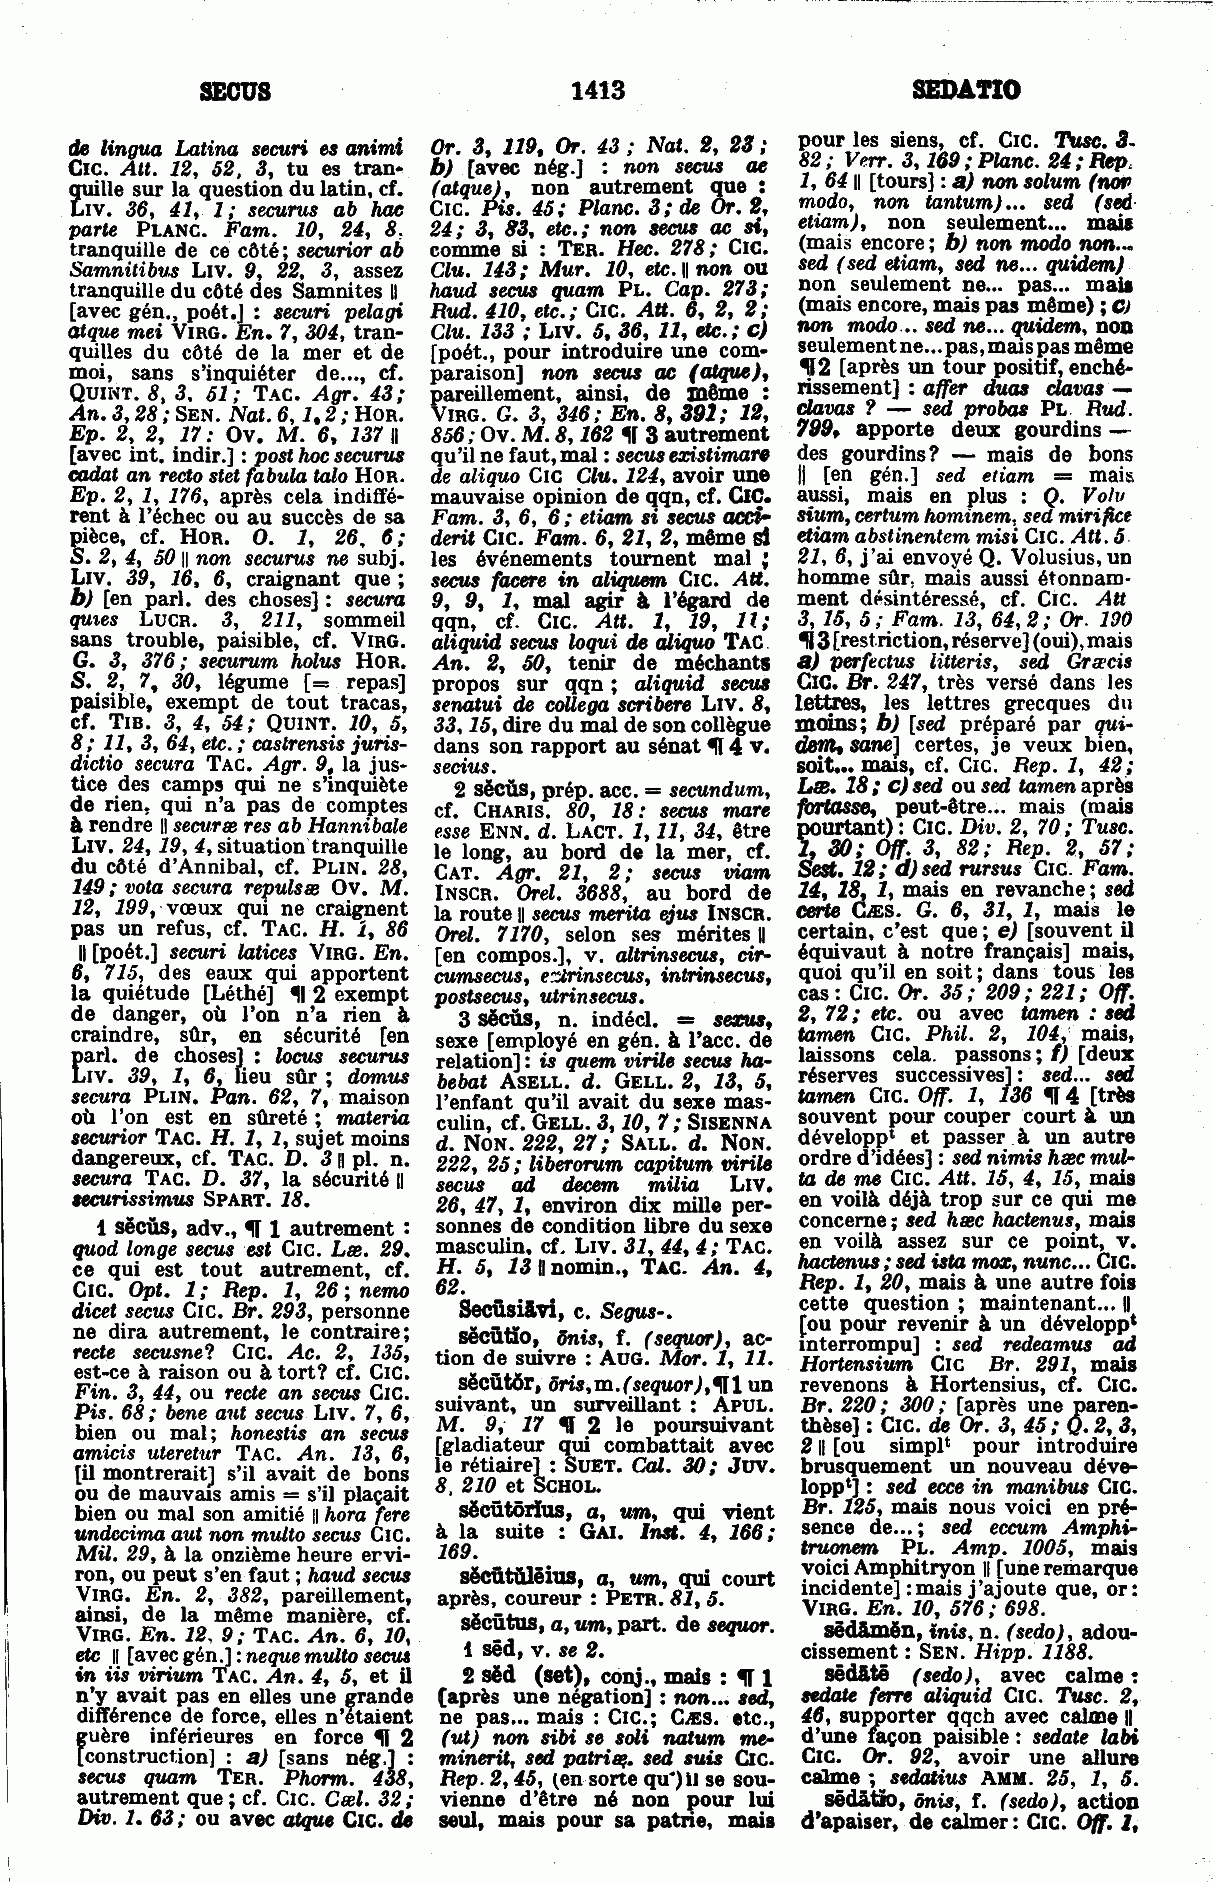 SECUS
1413
SEDATIO
de lingua Latina securi es animi
CIC. Att. 12, 52, 3, tu es tran-
quille sur la question du latin, cf.
LIV. 36, 41, 1; securus ab hac
parte PLANC. Fam. 10, 24, 8,
tranquille de ce côté; securior ab
Samnitibus LIV. 9, 22, 3, assez
tranquille du côté des Samnites ||
[avec gén., poét.] : securi pelagi
atque mei VIRG. En. 7, 304, tran-
quilles du côté de la mer et de
moi, sans s'inquiéter de..., cf.
QUINT. 8, 3, 51; TAC. Agr. 43;
An. 3, 28; SEN. Nat. 6, 1, 2; HOR.
Ep. 2, 2, 17: OV. M. 6, 137 ||
[avec int. indir.] : post hoc securus
cadat an recto stet fabula talo HOR.
Ep. 2, 1, 176, après cela indiffé-
rent à l'échec ou au succès de sa
pièce, cf. HOR. O. 1, 26, 6;
S. 2, 4, 50 || non securus ne subj.
LIV. 39, 16, 6, craignant que ;
b) [en parl. des choses] : secura
quies LUCR. 3, 211, sommeil
sans trouble, paisible, cf. VIRG.
G. 3, 376; securum holus HOR.
S. 2, 7, 30, légume [= repas]
paisible, exempt de tout tracas,
cf. TIB. 3, 4, 54; QUINT. 10, 5,
8; 11, 3, 64, etc.; castrensis juris-
dictio secura TAC. Agr. 9, la jus-
tice des camps qui ne s'inquiète
de rien, qui n'a pas de comptes
à rendre || securæ res ab Hannibale
LIV. 24, 19, 4, situation tranquille
du côté d'Annibal, cf. PLIN. 28,
149; vota secura repulsæ OV. M.
12, 199, vœux qui ne craignent
pas un refus, cf. TAC. H. 1, 86
|| [poét.] securi latices VIRG. En.
6, 715, des eaux qui apportent
la quiétude [Léthé] ¶ 2 exempt
de danger, où l'on n'a rien à
craindre, sûr, en sécurité [en
parl. de choses] : locus securus
LIV. 39, 1, 6, lieu sûr ; domus
secura PLIN. Pan. 62, 7, maison
où l'on est en sûreté ; materia
securior TAC. H. 1, 1, sujet moins
dangereux, cf. TAC. D. 3 || pl. n.
secura TAC. D. 37, la sécurité ||
securissimus SPART. 18.
1 sĕcŭs, adv., ¶ 1 autrement :
quod longe secus est CIC. Læ. 29,
ce qui est tout autrement, cf.
CIC. Opt. 1; Rep. 1, 26; nemo
dicet secus CIC. Br. 293, personne
ne dira autrement, le contraire;
recte secusne? CIC. Ac. 2, 135,
est-ce à raison ou à tort? cf. CIC.
Fin. 3, 44, ou recte an secus CIC.
Pis. 68; bene aut secus LIV. 7, 6,
bien ou mal; honestis an secus
amicis uteretur TAC. An. 13, 6,
[il montrerait] s'il avait de bons
ou de mauvais amis = s'il plaçait
bien ou mal son amitié || hora fere
undecima aut non multo secus CIC.
Mil. 29, à la onzième heure envi-
ron, ou peut s'en faut; haud secus
VIRG. En. 2, 382, pareillement,
ainsi, de la même manière, cf.
VIRG. En. 12, 9; TAC. An. 6, 10,
etc || [avec gén.] : neque multo secus
in iis virium TAC. An. 4, 5, et il
n'y avait pas en elles une grande
différence de force, elles n'étaient
guère inférieures en force ¶ 2
[construction] : a) [sans nég.] :
secus quam TER. Phorm. 438,
autrement que; cf. CIC. Cæl. 32;
Div. 1. 63; ou avec atque CIC. de
Or. 3, 119, Or. 43; Nat. 2, 23;
b) [avec nég.] : non secus ac
(atque), non autrement que :
CIC. Pis. 45; Planc. 3; de Or. 2,
24; 3, 83, etc.; non secus ac si,
comme si : TER. Hec. 278; CIC.
Clu. 143; Mur. 10, etc. || non ou
haud secus quam PL. Cap. 273;
Rud. 410, etc.; CIC. Att. 6, 2, 2;
Clu. 133 ; LIV. 5, 36, 11, etc.; c)
[poét., pour introduire une com-
paraison] non secus ac (atque),
pareillement, ainsi, de même :
VIRG. G. 3, 346; En. 8, 391; 12,
856; OV. M. 8, 162 ¶ 3 autrement
qu'il ne faut, mal : secus existimare
de aliquo CIC Clu. 124, avoir une
mauvaise opinion de qqn, cf. CIC.
Fam. 3, 6, 6; etiam si secus acci-
derit CIC. Fam. 6, 21, 2, même si
les événements tournent mal ;
secus facere in aliquem CIC. Att.
9, 9, 1, mal agir à l'égard de
qqn, cf. CIC. Att. 1, 19, 11;
aliquid secus loqui de aliquo TAC.
An. 2, 50, tenir de méchants
propos sur qqn ; aliquid secus
senatui de collega scribere LIV. 8,
33, 15, dire du mal de son collègue
dans son rapport au sénat ¶ 4 v.
secius.
2 sĕcŭs, prép. acc. = secundum,
cf. CHARIS. 80, 18: secus mare
esse ENN. d. LACT. 1, 11, 34, être
le long, au bord de la mer, cf.
CAT. Agr. 21, 2; secus viam
INSCR. Orel. 3688, au bord de
la route || secus merita ejus INSCR.
Orel. 7170, selon ses mérites ||
[en compos.], v. altrinsecus, cir-
cumsecus, extrinsecus, intrinsecus,
postsecus, utrinsecus.
3 sĕcŭs, n. indécl. = sexus,
sexe [employé en gén. à l'acc. de
relation]: is quem virile secus ha-
bebat ASELL. d. GELL. 2, 13, 5,
l'enfant qu'il avait du sexe mas-
culin, cf. GELL. 3, 10, 7; SISENNA
d. NON. 222, 27; SALL. d. NON.
222, 25; liberorum capitum virile
secus ad decem milia LIV.
26, 47, 1, environ dix mille per-
sonnes de condition libre du sexe
masculin, cf. LIV. 31, 44, 4; TAC.
H. 5, 13 || nomin., TAC. An. 4,
62.
Secŭsiāvi, c. Segus-.
sĕcūtĭo, ōnis, f. (sequor), ac-
tion de suivre : AUG. Mor. 1, 11.
sĕcūtŏr, ōris, m. (sequor), ¶ 1 un
suivant, un surveillant : APUL.
M. 9, 17 ¶ 2 le poursuivant
[gladiateur qui combattait avec
le rétiaire] : SUET. Cal. 30; JUV.
8, 210 et SCHOL.
sĕcūtōrĭus, a, um, qui vient
à la suite : GAI. Inst. 4, 166;
169.
sĕcūtŭlēius, a, um, qui court
après, coureur : PETR. 81, 5.
sĕcūtus, a, um, part. de sequor.
1 sēd, v. se 2.
2 sĕd (set), conj., mais : ¶ 1
[après une négation] : non... sed,
ne pas... mais : CIC.; CÆS. etc.,
(ut) non sibi se soli natum me-
minerit, sed patriæ, sed suis CIC.
Rep. 2, 45, (en sorte qu') il se sou-
vienne d'être né non pour lui
seul, mais pour sa patrie, mais
pour les siens, cf. CIC. Tusc. 3.
82; Verr. 3, 169; Planc. 24; Rep.
1, 64 || [tours] : a) non solum (non
modo, non tantum)... sed (sed
etiam), non seulement... mais
(mais encore; b) non modo non...
sed (sed etiam, sed ne... quidem)
non seulement ne... pas... mais
(mais encore, mais pas même) ; c)
non modo... sed ne... quidem, non
seulement ne... pas, mais pas même
¶ 2 [après un tour positif, enché-
rissement] : affer duas clavas —
clavas ? — sed probas PL. Rud.
799, apporte deux gourdins —
des gourdins? — mais de bons
|| [en gén.] sed etiam = mais
aussi, mais en plus : Q. Volu
sium, certum hominem, sed mirifice
etiam abstinentem misi CIC. Att. 5.
21, 6, j'ai envoyé Q. Volusius, un
homme sûr, mais aussi étonnam-
ment désintéressé, cf. CIC. Att
3, 15, 5; Fam. 13, 64, 2; Or. 190
¶ 3 [restriction, réserve] (oui), mais
a) perfectus litteris, sed Græcis
CIC. Br. 247, très versé dans les
lettres, les lettres grecques du
moins; b) [sed préparé par qui-
dem, sane] certes, je veux bien,
soit... mais, cf. CIC. Rep. 1, 42;
Læ. 18; c) sed ou sed tamen après
fortasse, peut-être... mais (mais
pourtant) : CIC. Div. 2, 70; Tusc.
1, 30; Off. 3, 82; Rep. 2, 57;
Sest. 12; d) sed rursus CIC. Fam.
14, 18, 1, mais en revanche; sed
certe CÆS. G. 6, 31, 1, mais le
certain, c'est que; e) [souvent il
équivaut à notre français] mais,
quoi qu'il en soit; dans tous les
cas : CIC. Or. 35; 209; 221; Off.
2, 72; etc. ou avec tamen : sed
tamen CIC. Phil. 2, 104, mais,
laissons cela. passons; f) [deux
réserves successives] : sed... sed
tamen CIC. Off. 1, 136 ¶ 4 [très
souvent pour couper court à un
développt et passer à un autre
ordre d'idées] : sed nimis hæc mul-
ta de me CIC. Att. 15, 4, 15, mais
en voilà déjà trop sur ce qui me
concerne; sed hæc hactenus, mais
en voilà assez sur ce point, v.
hactenus; sed ista mox, nunc... CIC.
Rep. 1, 20, mais à une autre fois
cette question ; maintenant... ||
[ou pour revenir à un développt
interrompu] : sed redeamus ad
Hortensium CIC Br. 291, mais
revenons à Hortensius, cf. CIC.
Br. 220; 300; [après une paren-
thèse] : CIC. de Or. 3, 45; Q. 2, 3,
2 || [ou simplt pour introduire
brusquement un nouveau déve-
loppt] : sed ecce in manibus CIC.
Br. 125, mais nous voici en pré-
sence de...; sed eccum Amphi-
truonem PL. Amp. 1005, mais
voici Amphitryon || [une remarque
incidente] : mais j'ajoute que, or :
VIRG. En. 10, 576; 698.
sēdāmĕn, inis, n. (sedo), adou-
cissement : SEN. Hipp. 1188.
sēdātē (sedo), avec calme :
sedate ferre aliquid CIC. Tusc. 2,
46, supporter qqch avec calme ||
d'une façon paisible : sedate labi
CIC. Or. 92, avoir une allure
calme ; sedatius AMM. 25, 1, 5.
sēdātĭo, ōnis, f. (sedo), action
d'apaiser, de calmer : CIC. Off. 1,